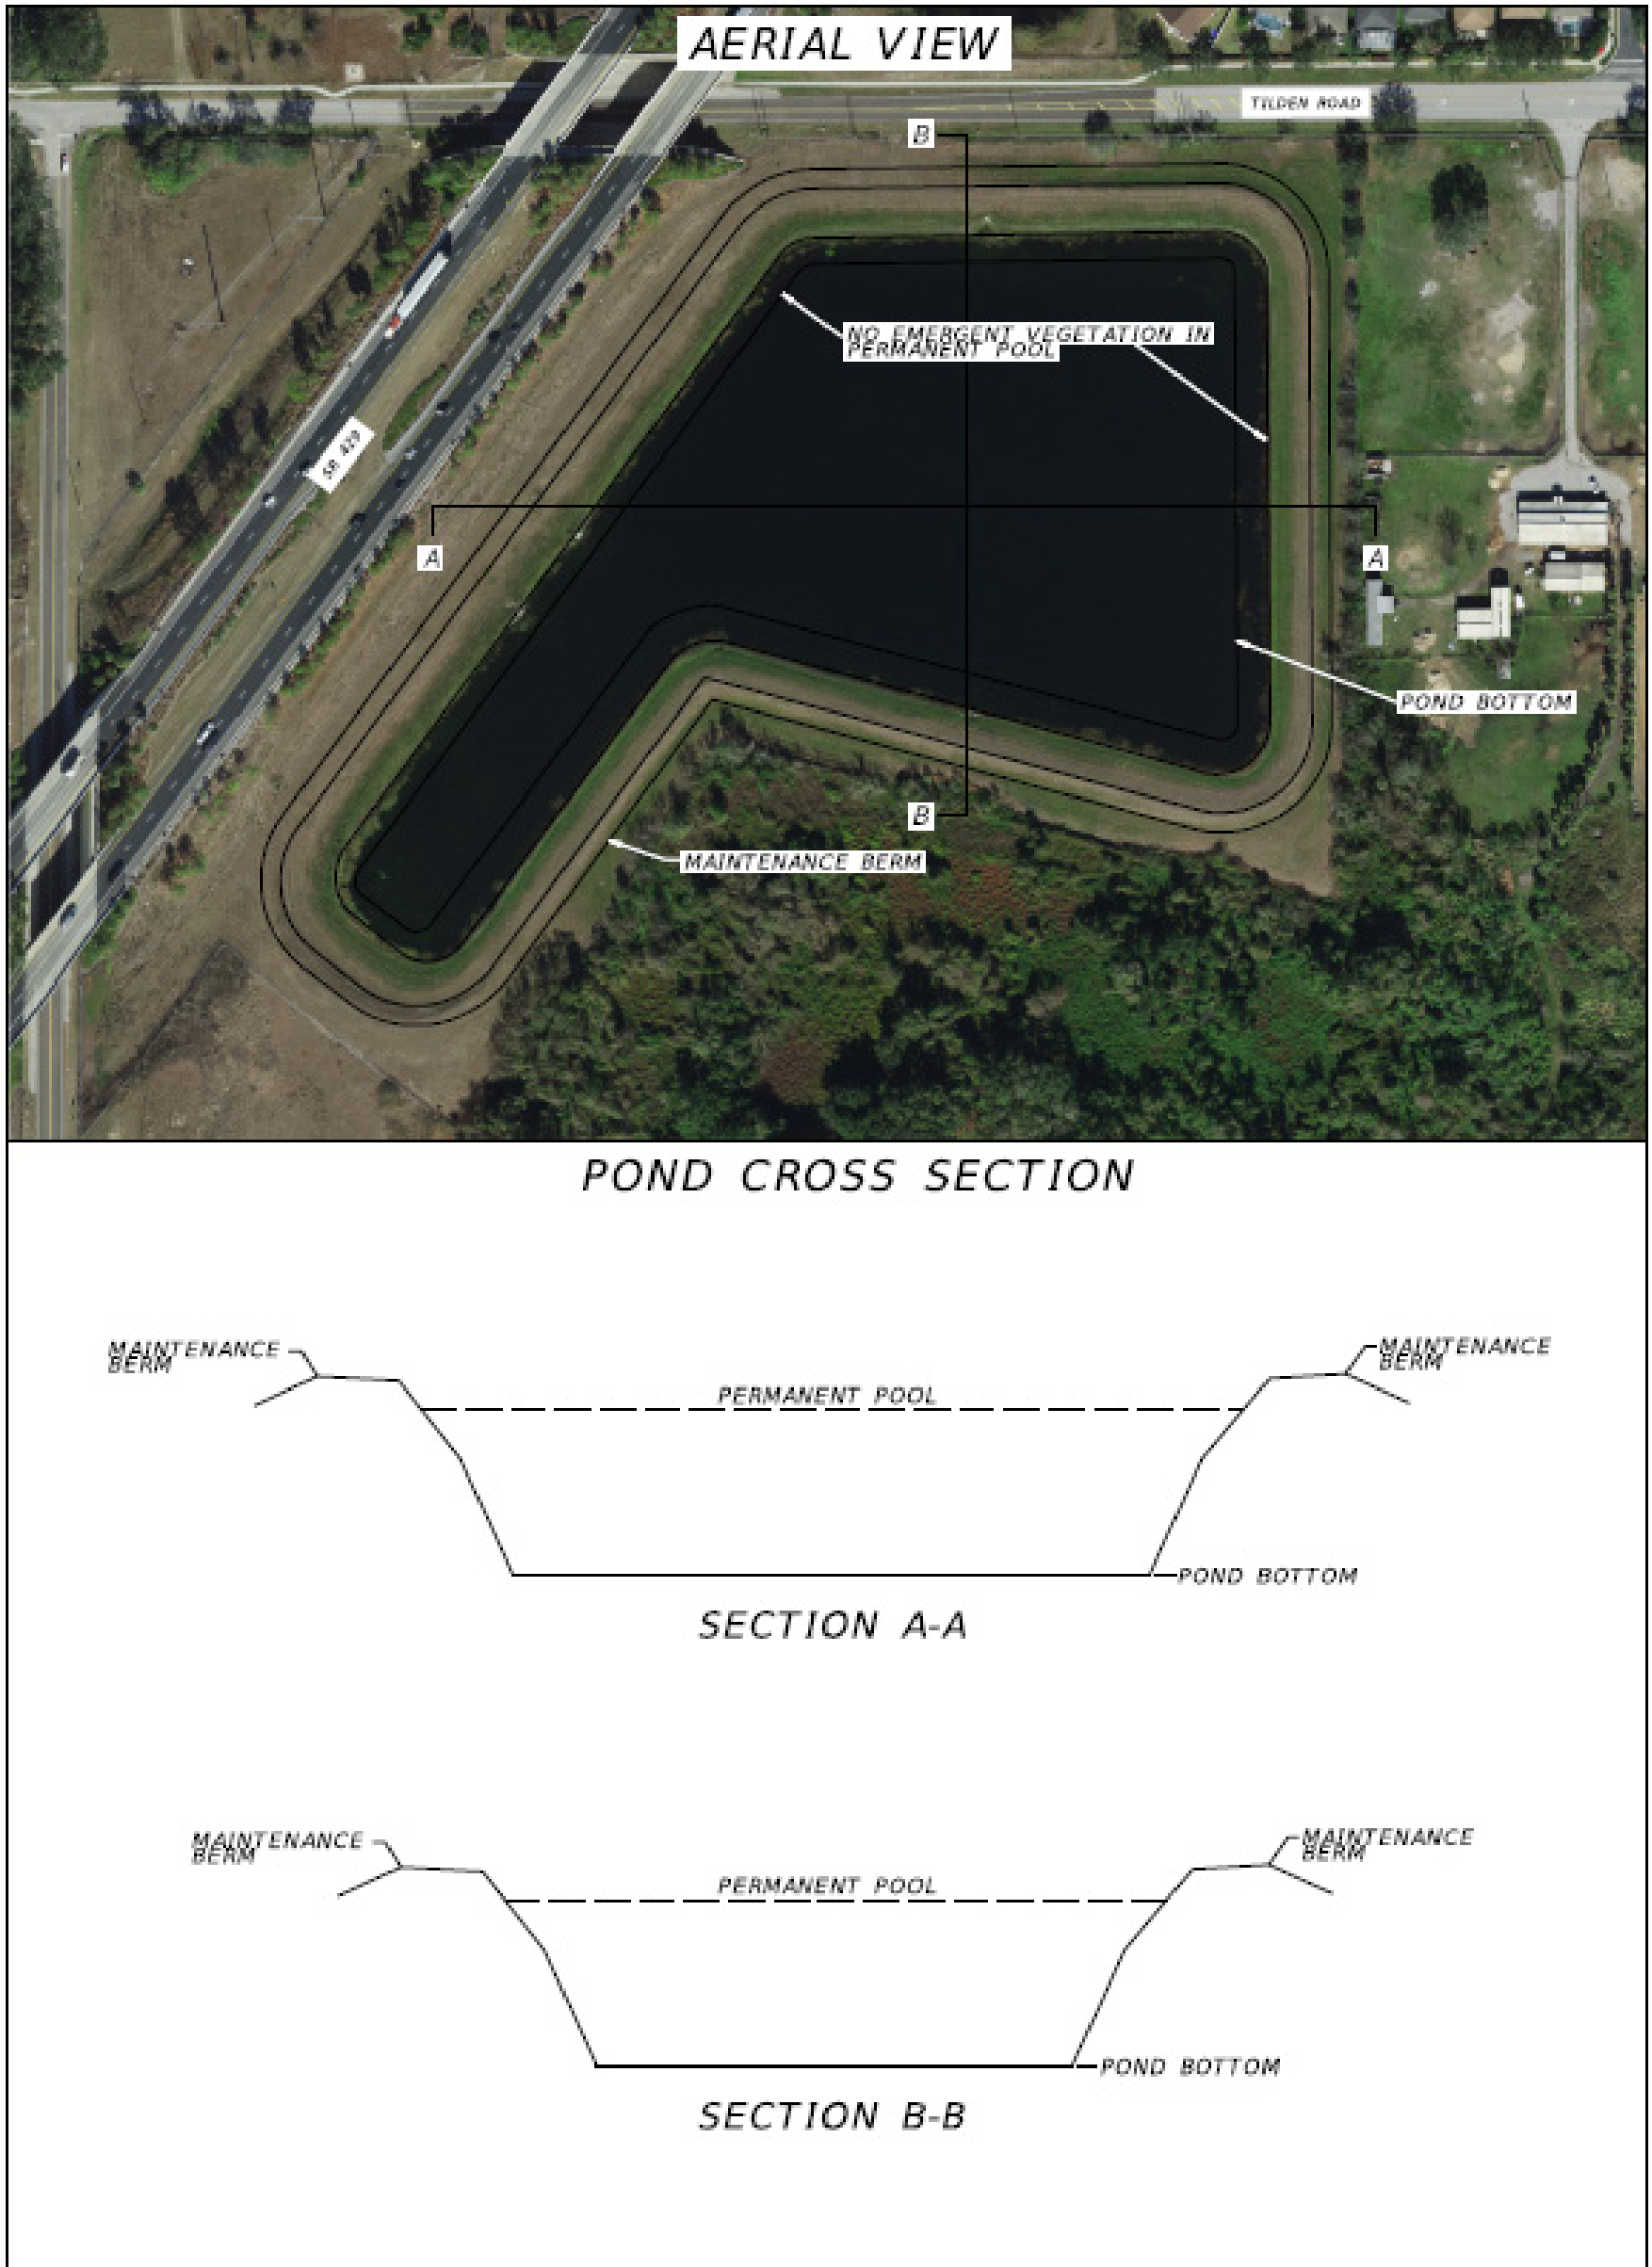 AERIAL VIEW
TILDEN ROAD
B
NO EMERGENT VEGETATION IN
PERMANENT POOL
SR 429
A
A
POND BOTTOM
B
MAINTENANCE BERM
POND CROSS SECTION
MAINTENANCE
BERM
MAINTENANCE
BERM
PERMANENT POOL
POND BOTTOM
SECTION A-A
MAINTENANCE
BERM
MAINTENANCE
BERM
PERMANENT POOL
POND BOTTOM
SECTION B-B